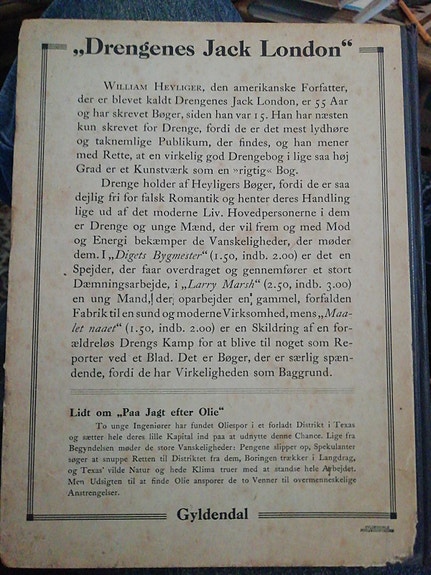 „Drengenes Jack London“
William Heyliger, den amerikanske Forfatter,
der er blevet kaldt Drengenes Jack London, er 55 Aar
og har skrevet Bøger, siden han var 15. Han har næsten
kun skrevet for Drenge, fordi de er det mest lydhøre
og taknemlige Publikum, der findes, og han mener
med Rette, at en virkelig god Drengebog i lige saa høj
Grad er et Kunstværk som en »rigtig« Bog.
Drenge holder af Heyligers Bøger, fordi de er saa
dejlig fri for falsk Romantik og henter deres Handling
lige ud af det moderne Liv. Hovedpersonerne i dem
er Drenge og unge Mænd, der vil frem og med Mod
og Energi bekæmper de Vanskeligheder, der møder
dem. I „Digets Bygmester“ (1.50, indb. 2.00) er det en
Spejder, der faar overdraget og gennemfører et stort
Dæmningsarbejde, i „Larry Marsh“ (2.50, indb. 3.00)
en ung Mand, der oparbejder en gammel, forfalden
Fabrik til en sund og moderne Virksomhed, mens „Maa-
let naaet“ (1.50, indb. 2.00) er en Skildring af en for-
ældreløs Drengs Kamp for at blive til noget som Re-
porter ved et Blad. Det er Bøger, der er særlig spæn-
dende, fordi de har Virkeligheden som Baggrund.
Lidt om „Paa Jagt efter Olie“
To unge Ingeniører har fundet Oliespor i et forladt Distrikt i Texas
og sætter hele deres lille Kapital ind paa at udnytte denne Chance. Lige fra
Begyndelsen møder de store Vanskeligheder: Pengene slipper op, Spekulanter
søger at snuppe Retten til Distriktet fra dem, Boringen trækker i Langdrag,
og Texas' vilde Natur og hede Klima truer med at standse hele Arbejdet.
Men Udsigten til at finde Olie ansporer de to Venner til overmenneskelige
Anstrengelser.
Gyldendal